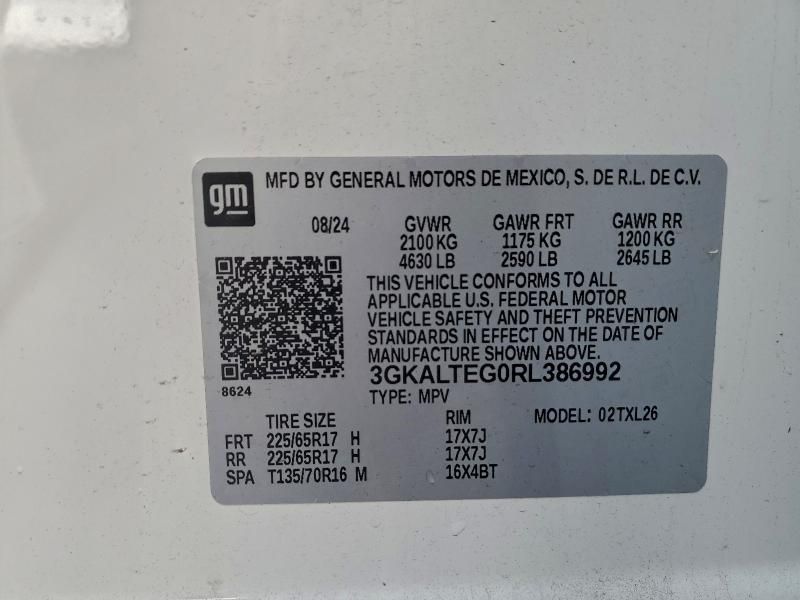 gm
MFD BY GENERAL MOTORS DE MEXICO, S. DE R.L. DE C.V.
08/24 GVWR GAWR FRT GAWR RR
2100 KG 1175 KG 1200 KG
4630 LB 2590 LB 2645 LB
THIS VEHICLE CONFORMS TO ALL
APPLICABLE U.S. FEDERAL MOTOR
VEHICLE SAFETY AND THEFT PREVENTION
STANDARDS IN EFFECT ON THE DATE OF
MANUFACTURE SHOWN ABOVE.
3GKALTEG0RL386992
8624
TYPE: MPV
TIRE SIZE RIM MODEL: 02TXL26
FRT 225/65R17 H 17X7J
RR 225/65R17 H 17X7J
SPA T135/70R16 M 16X4BT